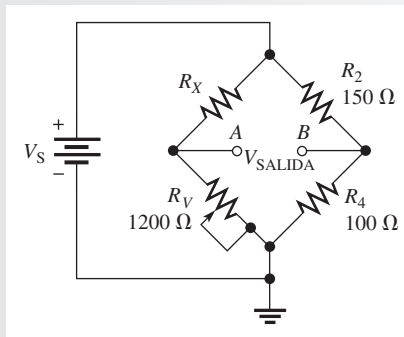 R_X
R_2
150 Ω
+
V_S
−
A
B
V_SALIDA
R_V
1200 Ω
R_4
100 Ω